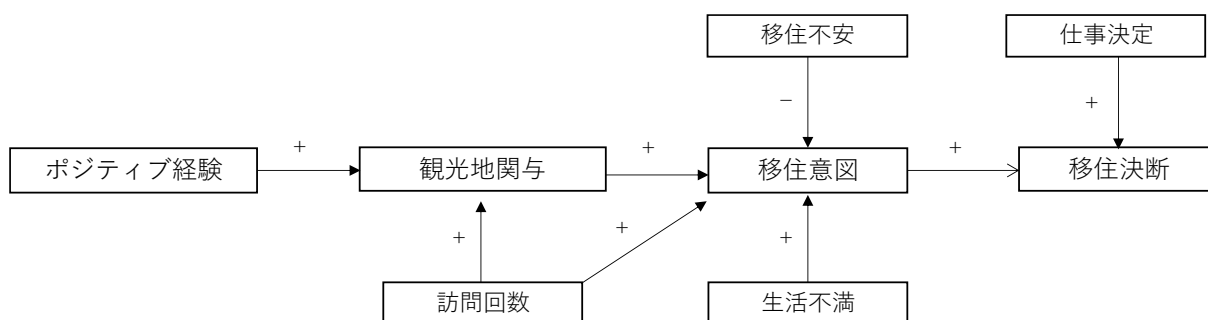 移住不安
仕事決定
−
+
+
+
+
ポジティブ経験
観光地関与
移住意図
移住決断
+
+
+
訪問回数
生活不満